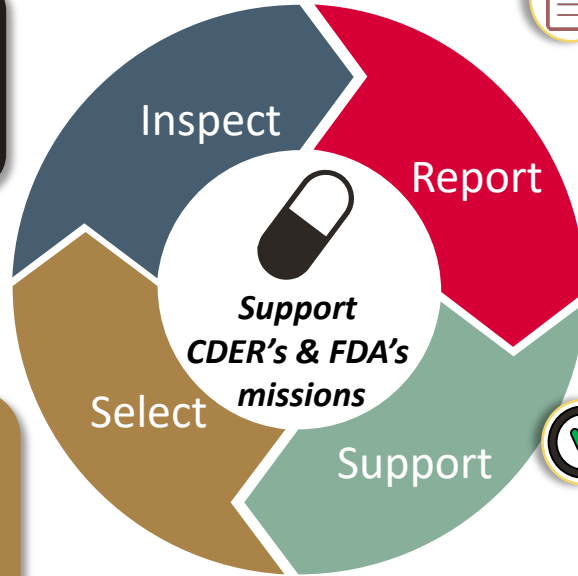 Inspect
Report
Support
CDER's & FDA's
missions
Select
Support